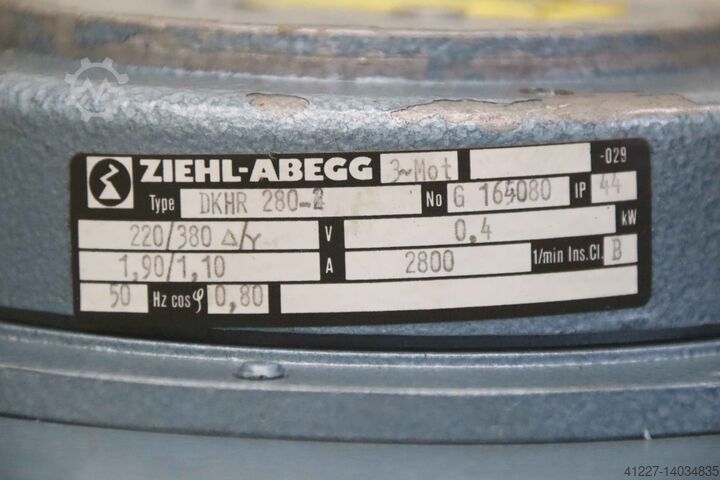 ZIEHL-ABEGG 3~Mot -029
Type DKHR 280-2 No G 164080 IP 44
220/380 Δ/Y V 0,4 kW
1,90/1,10 A 2800 1/min Ins.Cl. B
50 Hz cosφ 0,80
41227-14034835